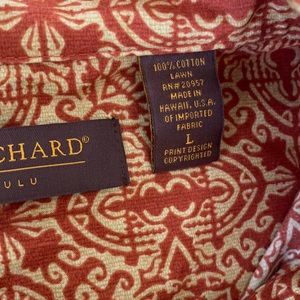 CHARD®
ULU
100% COTTON
LAWN
RN# 20957
MADE IN
HAWAII, U.S.A.
OF IMPORTED
FABRIC
L
PRINT DESIGN
COPYRIGHTED